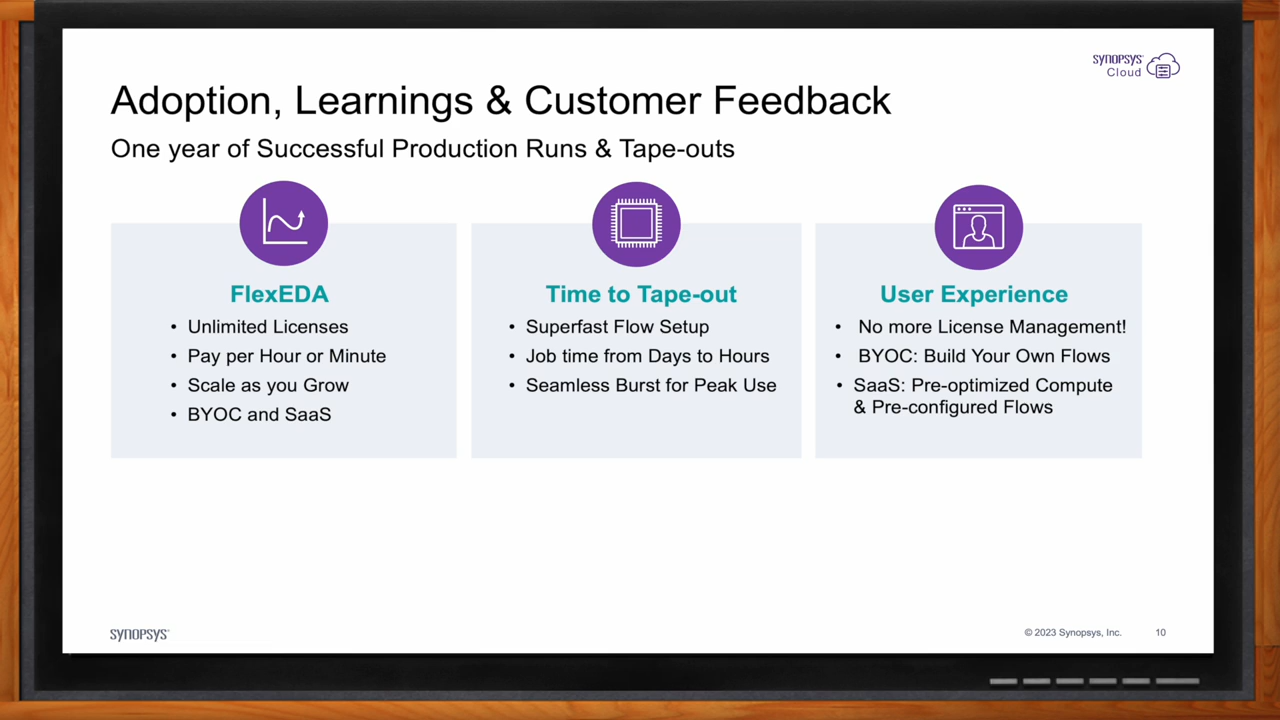 SYNOPSYS
Cloud
Adoption, Learnings & Customer Feedback
One year of Successful Production Runs & Tape-outs
FlexEDA
• Unlimited Licenses
• Pay per Hour or Minute
• Scale as you Grow
• BYOC and SaaS
Time to Tape-out
• Superfast Flow Setup
• Job time from Days to Hours
• Seamless Burst for Peak Use
User Experience
• No more License Management!
• BYOC: Build Your Own Flows
• SaaS: Pre-optimized Compute
& Pre-configured Flows
SYNOPSYS
© 2023 Synopsys, Inc.
10